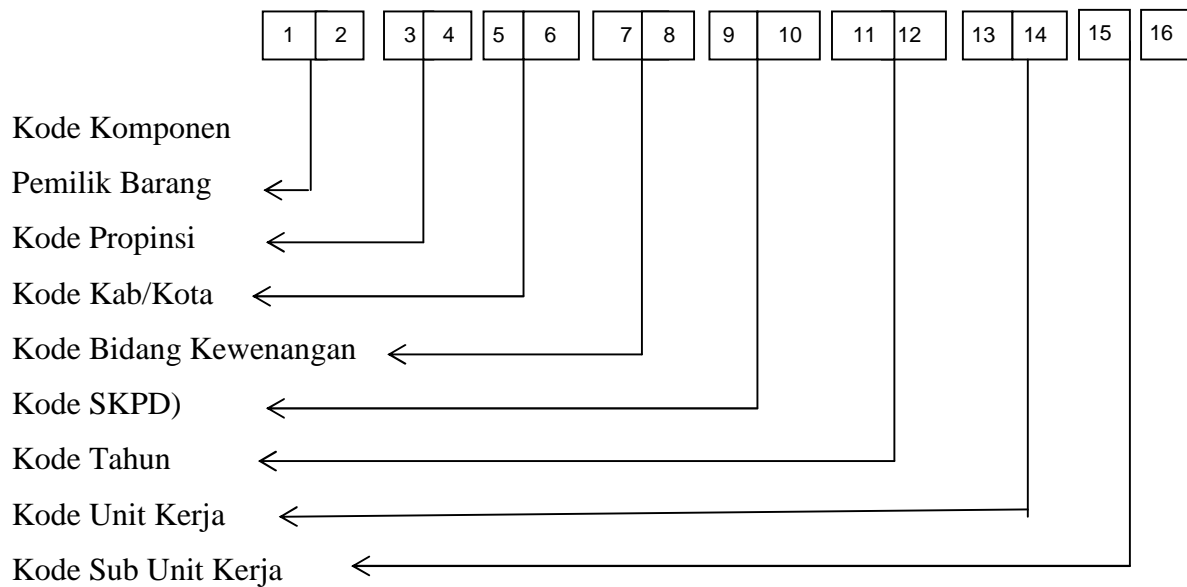 1 2 3 4 5 6 7 8 9 10 11 12 13 14 15 16
Kode Komponen
Pemilik Barang
Kode Propinsi
Kode Kab/Kota
Kode Bidang Kewenangan
Kode SKPD)
Kode Tahun
Kode Unit Kerja
Kode Sub Unit Kerja